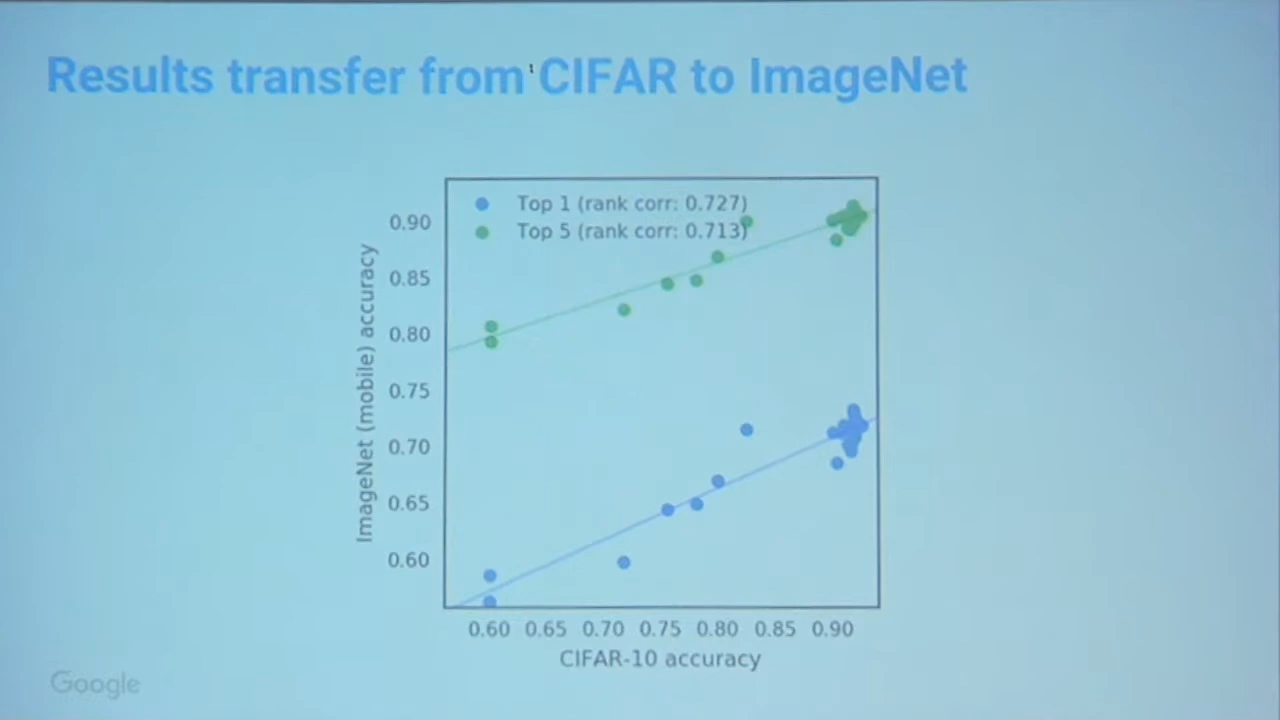 Results transfer from CIFAR to ImageNet
Top 1 (rank corr: 0.727)
Top 5 (rank corr: 0.713)
ImageNet (mobile) accuracy
0.90
0.85
0.80
0.75
0.70
0.65
0.60
0.60 0.65 0.70 0.75 0.80 0.85 0.90
CIFAR-10 accuracy
Google